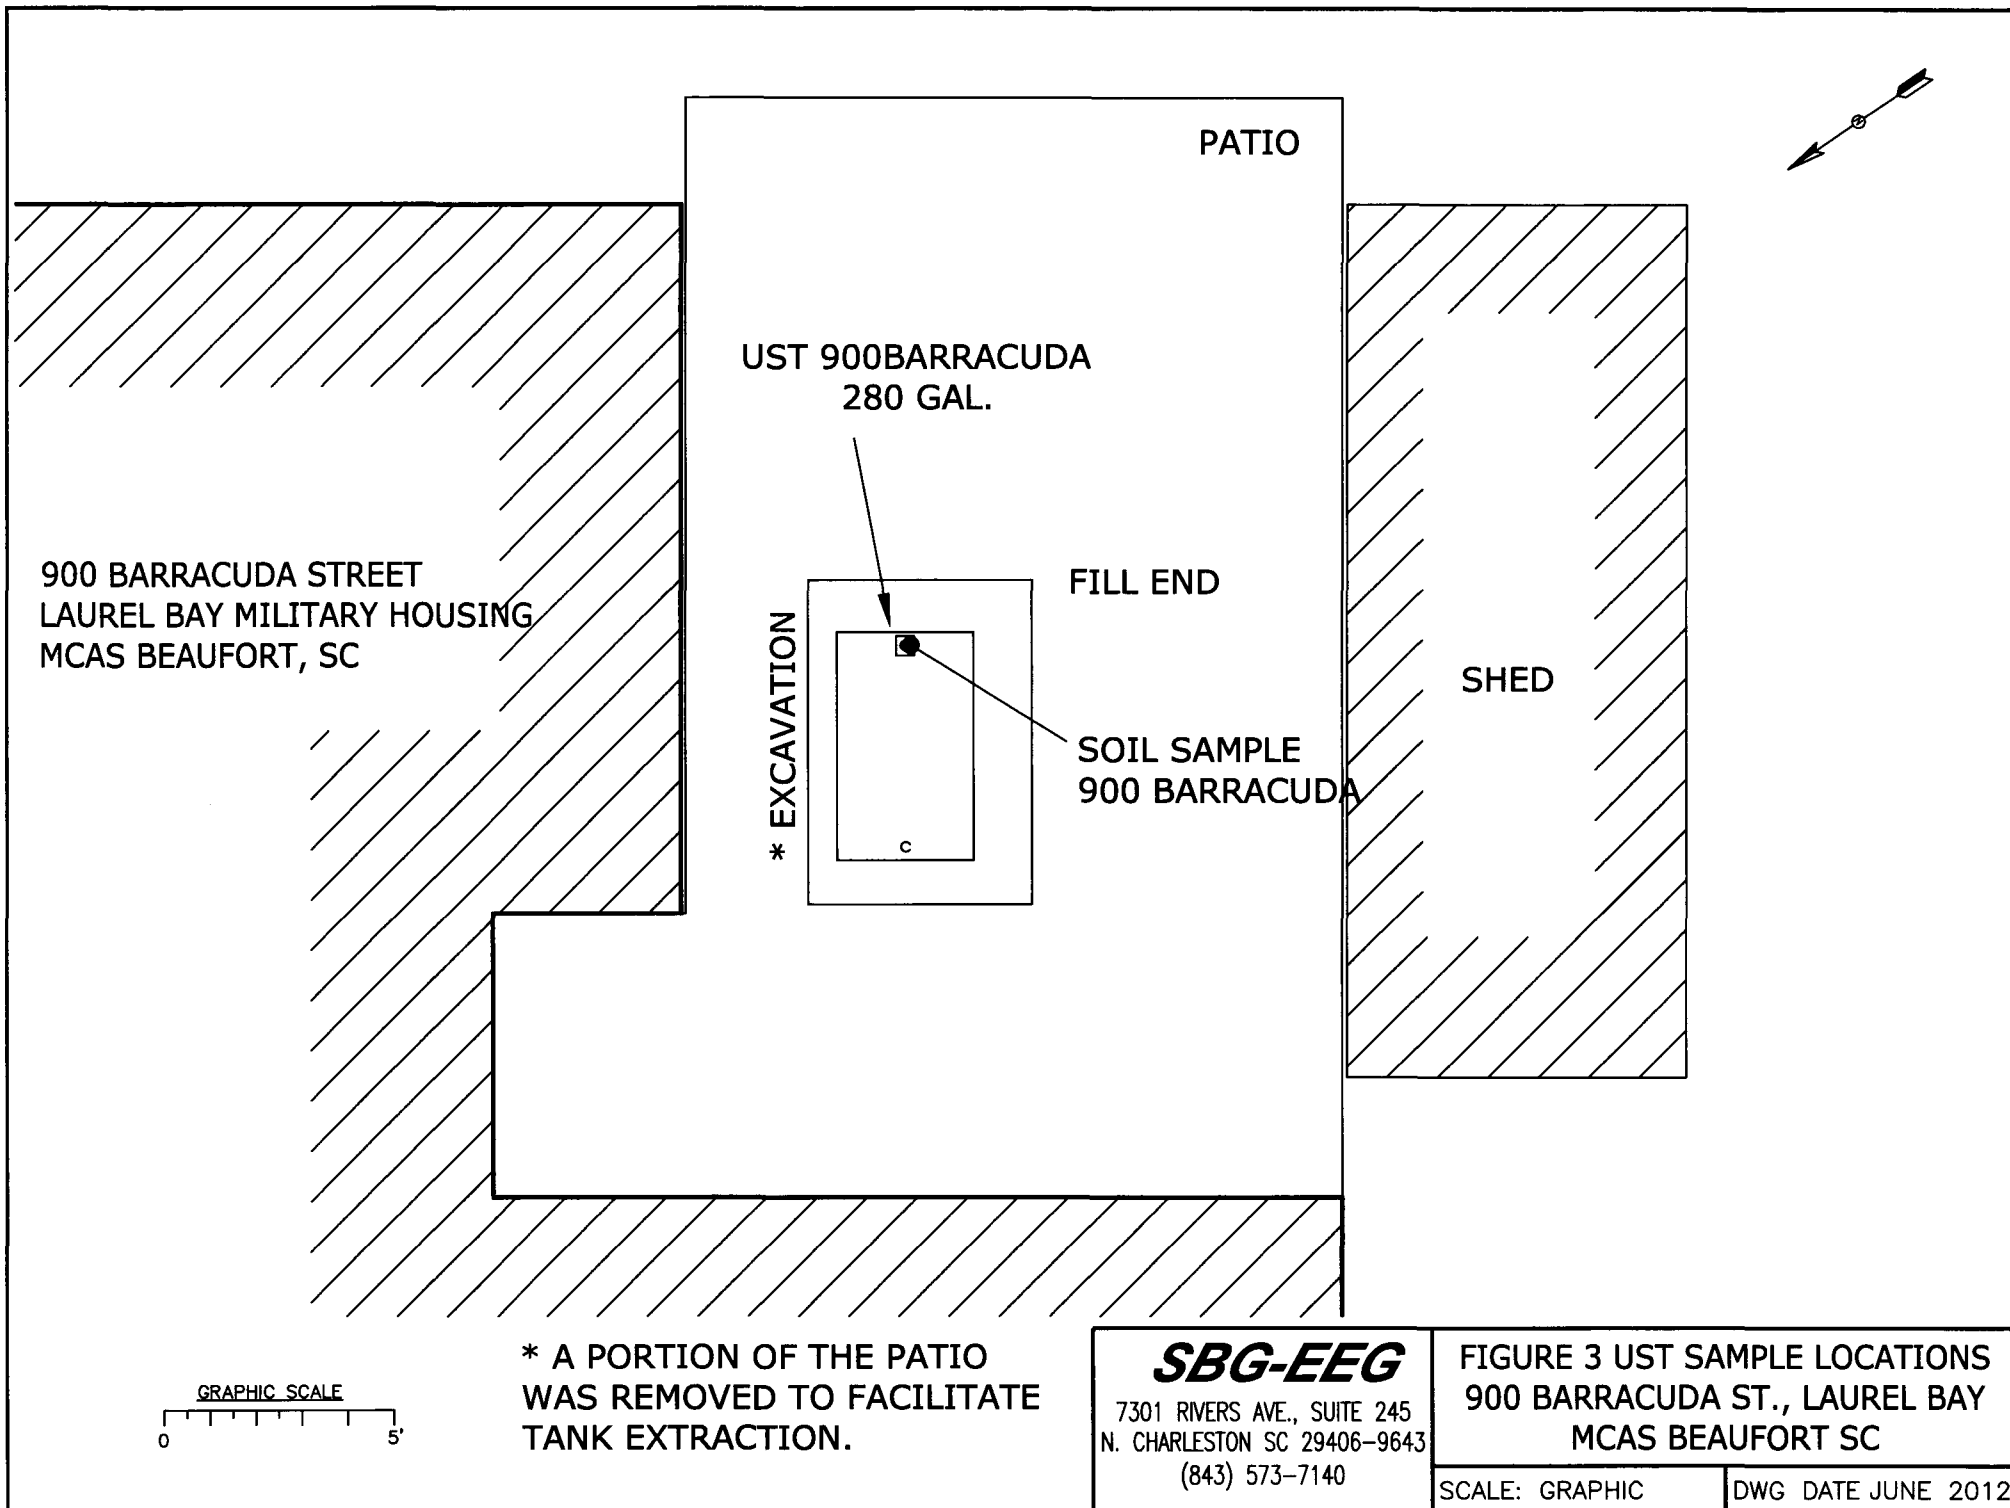 PATIO
UST 900BARRACUDA
280 GAL.
900 BARRACUDA STREET
LAUREL BAY MILITARY HOUSING
MCAS BEAUFORT, SC
FILL END
* EXCAVATION
SHED
SOIL SAMPLE
900 BARRACUDA
C
* A PORTION OF THE PATIO
WAS REMOVED TO FACILITATE
TANK EXTRACTION.
GRAPHIC SCALE
0 5'
SBG-EEG
7301 RIVERS AVE., SUITE 245
N. CHARLESTON SC 29406-9643
(843) 573-7140
FIGURE 3 UST SAMPLE LOCATIONS
900 BARRACUDA ST., LAUREL BAY
MCAS BEAUFORT SC
SCALE: GRAPHIC
DWG DATE JUNE 2012